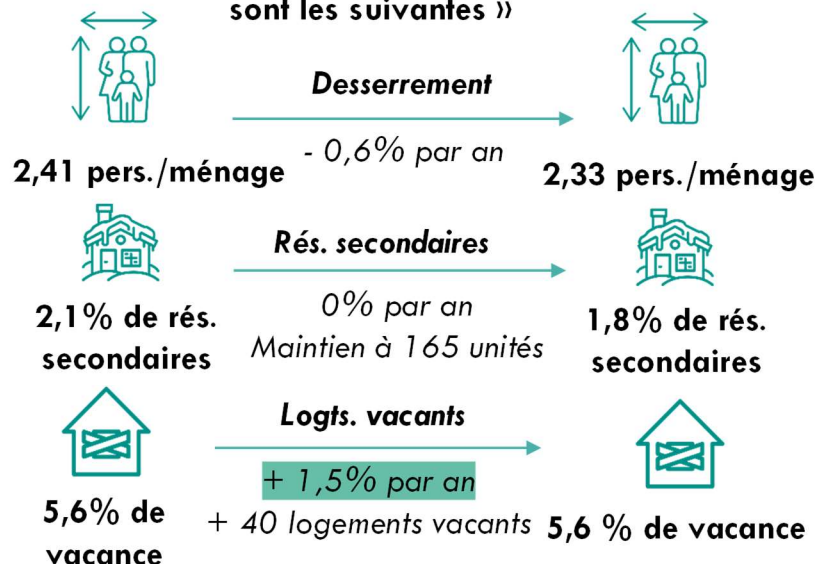 sont les suivantes »
Desserrement
- 0,6% par an
2,41 pers./ménage
2,33 pers./ménage
Rés. secondaires
0% par an
Maintien à 165 unités
2,1% de rés.
secondaires
1,8% de rés.
secondaires
Logts. vacants
+ 1,5% par an
+ 40 logements vacants
5,6% de
vacance
5,6 % de vacance